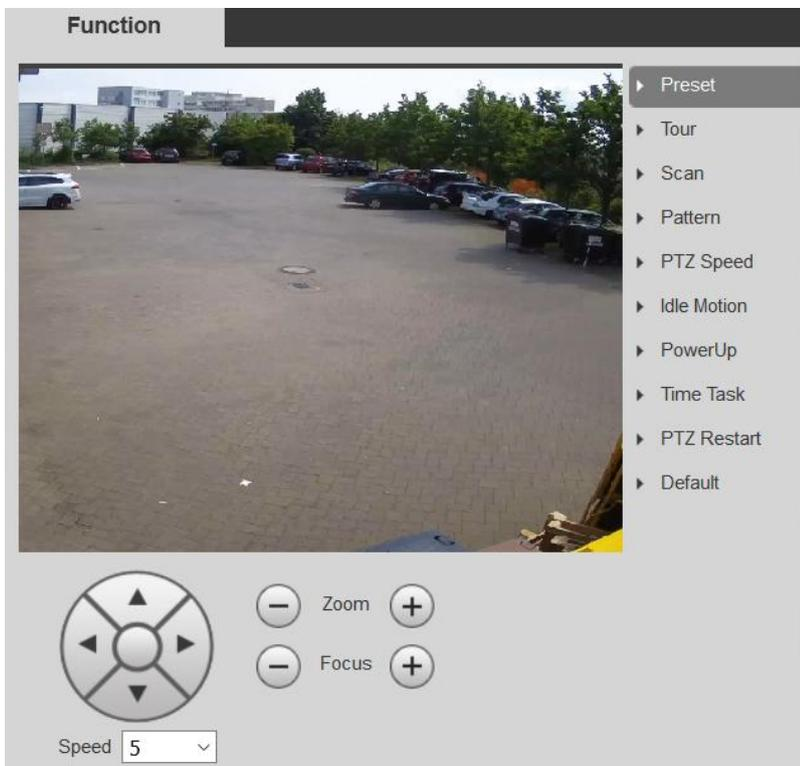 Function
Preset
Tour
Scan
Pattern
PTZ Speed
Idle Motion
PowerUp
Time Task
PTZ Restart
Default
Zoom
Focus
Speed 5